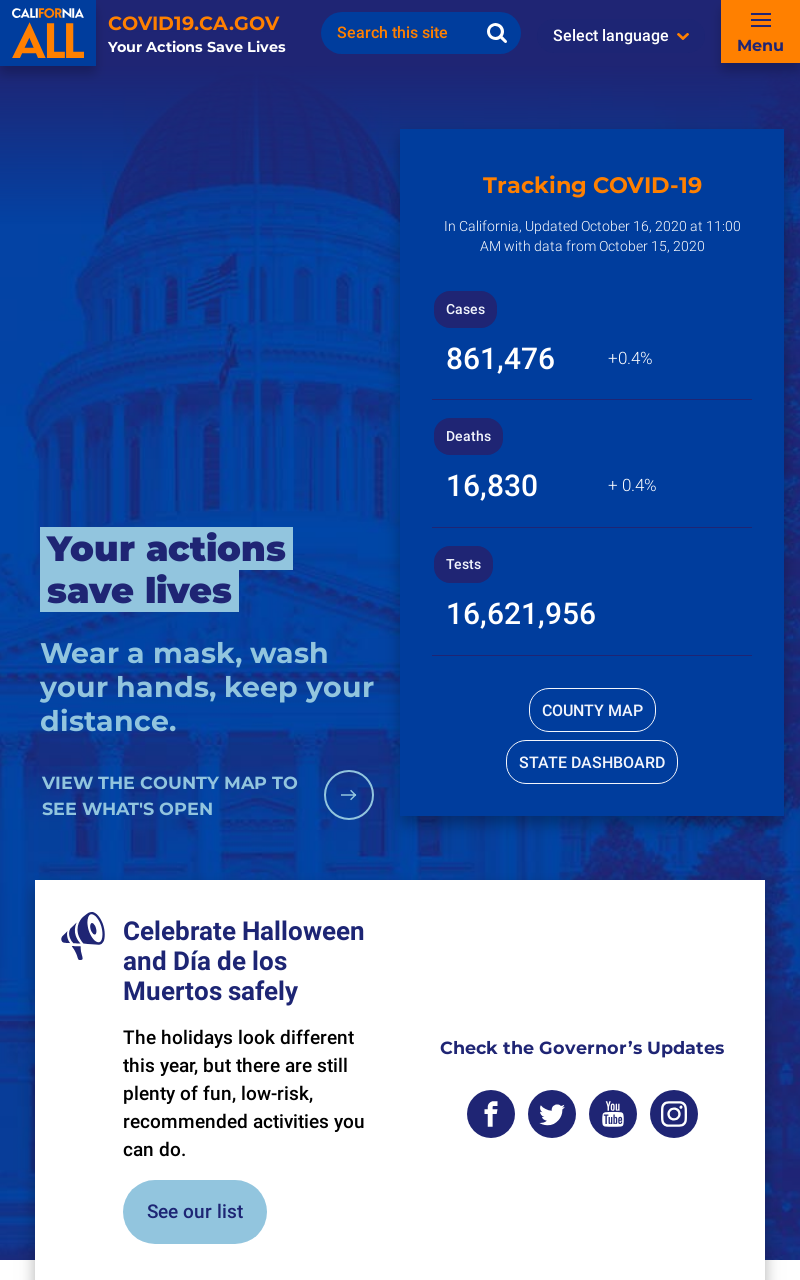 CALIFORNIA
ALL
COVID19.CA.GOV
Your Actions Save Lives
Search this site
Select language
Menu
Tracking COVID-19
In California, Updated October 16, 2020 at 11:00
AM with data from October 15, 2020
Cases
861,476 +0.4%
Deaths
16,830 + 0.4%
Tests
16,621,956
COUNTY MAP
STATE DASHBOARD
Your actions
save lives
Wear a mask, wash
your hands, keep your
distance.
VIEW THE COUNTY MAP TO
SEE WHAT'S OPEN
Celebrate Halloween
and Día de los
Muertos safely
The holidays look different
this year, but there are still
plenty of fun, low-risk,
recommended activities you
can do.
See our list
Check the Governor’s Updates
You
Tube